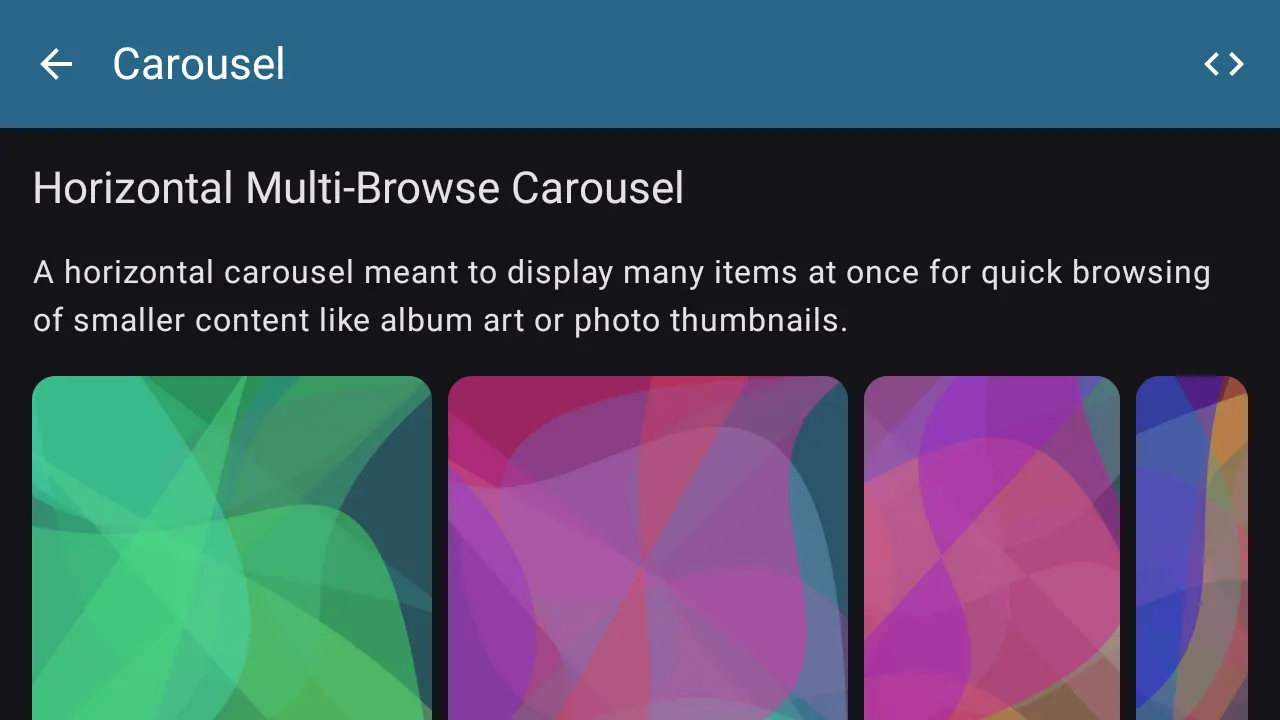 Carousel
Horizontal Multi-Browse Carousel
A horizontal carousel meant to display many items at once for quick browsing
of smaller content like album art or photo thumbnails.